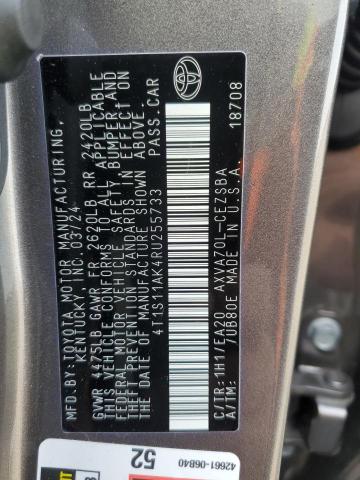 MFD.BY:TOYOTA MOTOR MANUFACTURING,
KENTUCKY, INC. 03/24
GVWR 4475LB GAWR FR 2620LB RR 2420LB
THIS VEHICLE CONFORMS TO ALL APPLICABLE
FEDERAL MOTOR VEHICLE SAFETY, BUMPER AND
THEFT PREVENTION STANDARDS IN EFFECT ON
THE DATE OF MANUFACTURE SHOWN ABOVE.
4T1S11AK4RU255733 PASS.CAR
C/TR:1H17EA20 AXVA70L-CEZSBA
A/TM: 7UB80E MADE IN U.S.A.
18708
52
42661-06B40